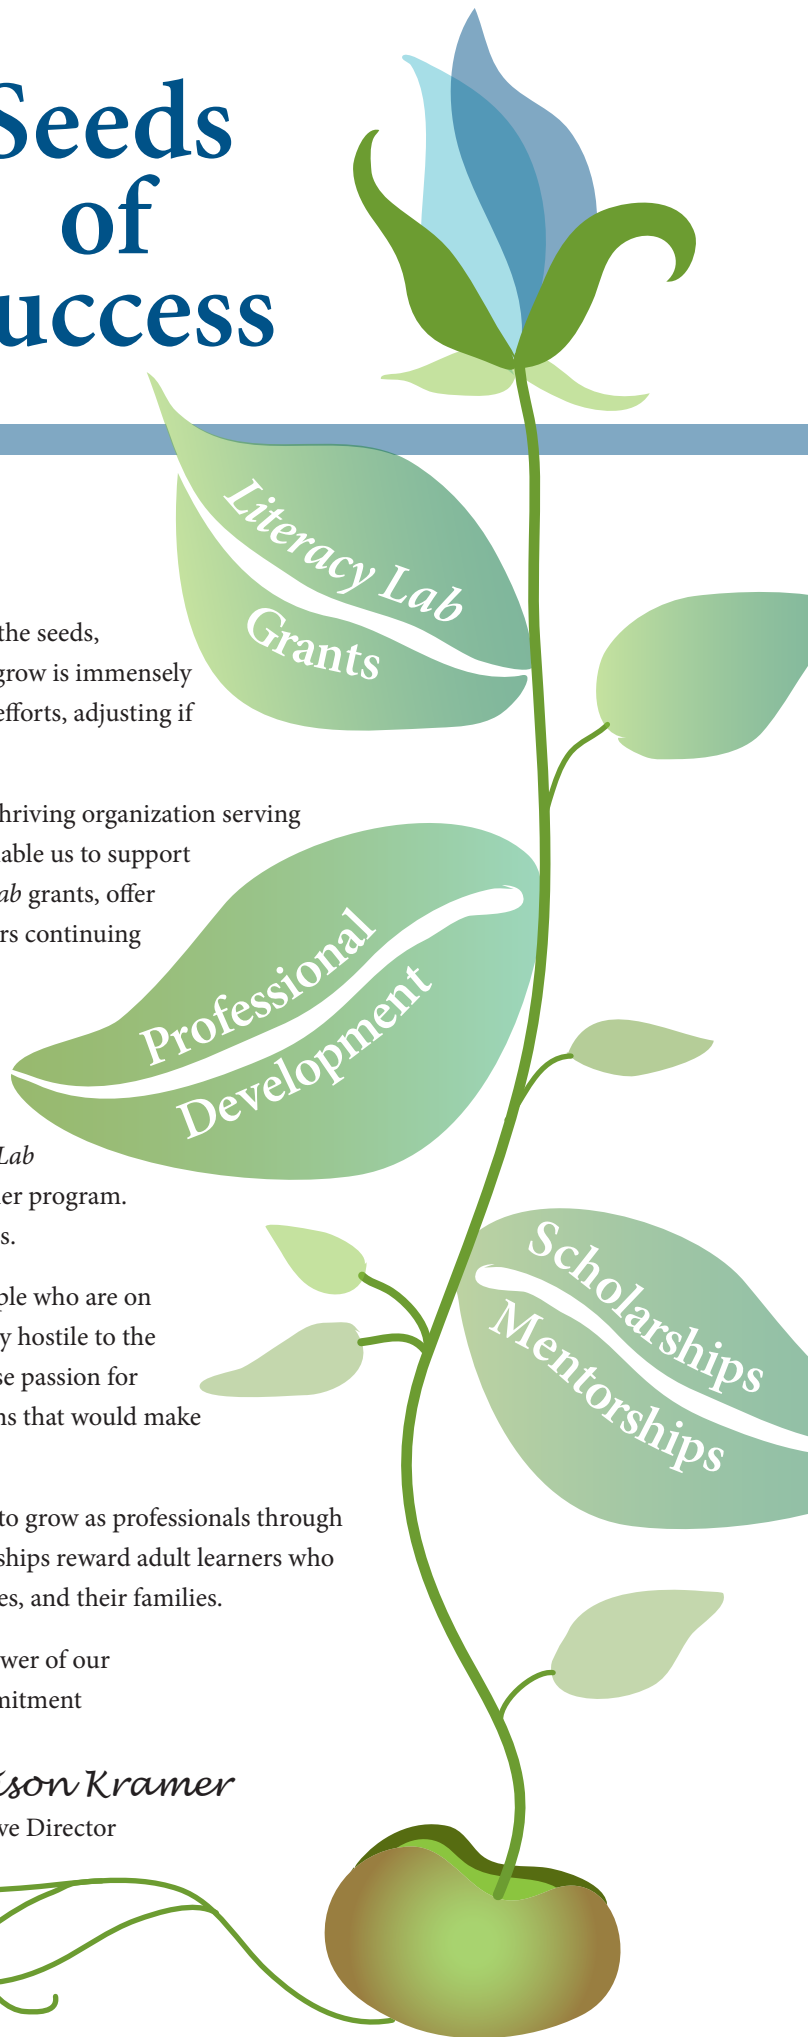 Seeds
of
uccess
Literacy Lab
Grants
the seeds,
grow is immensely
efforts, adjusting if
hriving organization serving
able us to support
ab grants, offer
rs continuing
Professional
Development
Lab
er program.
s.
Scholarships
Mentorships
ple who are on
y hostile to the
se passion for
ns that would make
to grow as professionals through
ships reward adult learners who
es, and their families.
wer of our
mitment
son Kramer
ve Director